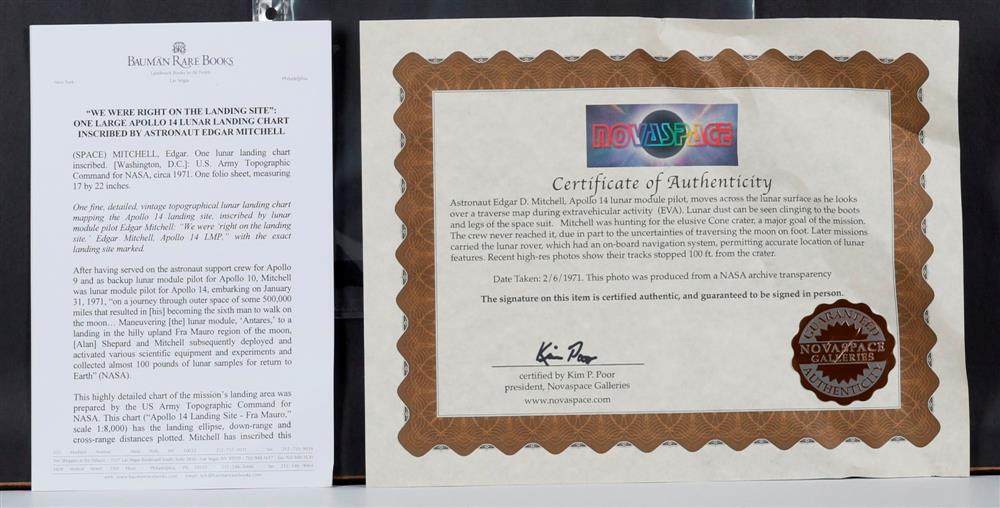 BAUMAN RARE BOOKS
Landmark Books in All Fields
New York
Las Vegas
Philadelphia
“WE WERE RIGHT ON THE LANDING SITE”:
ONE LARGE APOLLO 14 LUNAR LANDING CHART
INSCRIBED BY ASTRONAUT EDGAR MITCHELL
(SPACE) MITCHELL, Edgar. One lunar landing chart
inscribed. [Washington, D.C.]: U.S. Army Topographic
Command for NASA, circa 1971. One folio sheet, measuring
17 by 22 inches.
One fine, detailed, vintage topographical lunar landing chart
mapping the Apollo 14 landing site, inscribed by lunar
module pilot Edgar Mitchell: “We were ‘right on the landing
site.’ Edgar Mitchell, Apollo 14 LMP,” with the exact
landing site marked.
After having served on the astronaut support crew for Apollo
9 and as backup lunar module pilot for Apollo 10, Mitchell
was lunar module pilot for Apollo 14, embarking on January
31, 1971, “on a journey through outer space of some 500,000
miles that resulted in [his] becoming the sixth man to walk on
the moon… Maneuvering [the] lunar module, ‘Antares,’ to a
landing in the hilly upland Fra Mauro region of the moon,
[Alan] Shepard and Mitchell subsequently deployed and
activated various scientific equipment and experiments and
collected almost 100 pounds of lunar samples for return to
Earth” (NASA).
This highly detailed chart of the mission’s landing area was
prepared by the US Army Topographic Command for
NASA. This chart (“Apollo 14 Landing Site - Fra Mauro,”
scale 1:8,000) has the landing ellipse, down-range and
cross-range distances plotted. Mitchell has inscribed this
NOVASPACE
Certificate of Authenticity
Astronaut Edgar D. Mitchell, Apollo 14 lunar module pilot, moves across the lunar surface as he looks
over a traverse map during extravehicular activity (EVA). Lunar dust can be seen clinging to the boots
and legs of the space suit. Mitchell was hunting for the elusive Cone crater, a major goal of the mission.
The crew never reached it, due in part to the uncertainties of traversing the moon on foot. Later missions
carried the lunar rover, which had an on-board navigation system, permitting accurate location of lunar
features. Recent high-res photos show their tracks stopped 100 ft. from the crater.
Date Taken: 2/6/1971. This photo was produced from a NASA archive transparency
The signature on this item is certified authentic, and guaranteed to be signed in person.
Kim Poor
certified by Kim P. Poor
president, Novaspace Galleries
www.novaspace.com
GUARANTEED
NOVASPACE
GALLERIES
AUTHENTICITY